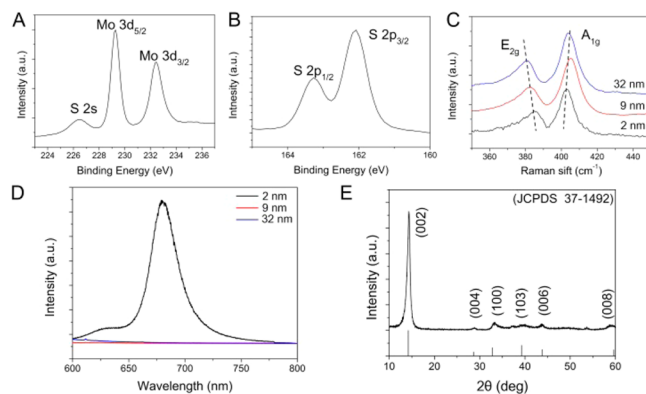 A
Mo 3d5/2
Mo 3d3/2
S 2s
Intensity (a.u.)
224 226 228 230 232 234 236
Binding Energy (eV)
B
S 2p3/2
S 2p1/2
Intensity (a.u.)
164 162 160
Binding Energy (eV)
C
E2g
A1g
32 nm
9 nm
2 nm
Intensity (a.u.)
360 380 400 420 440
Raman sift (cm-1)
D
2 nm
9 nm
32 nm
Intensity (a.u.)
600 650 700 750 800
Wavelength (nm)
E
(JCPDS 37-1492)
(002)
(004)
(100)
(103)
(006)
(008)
Intensity (a.u.)
10 20 30 40 50 60
2θ (deg)